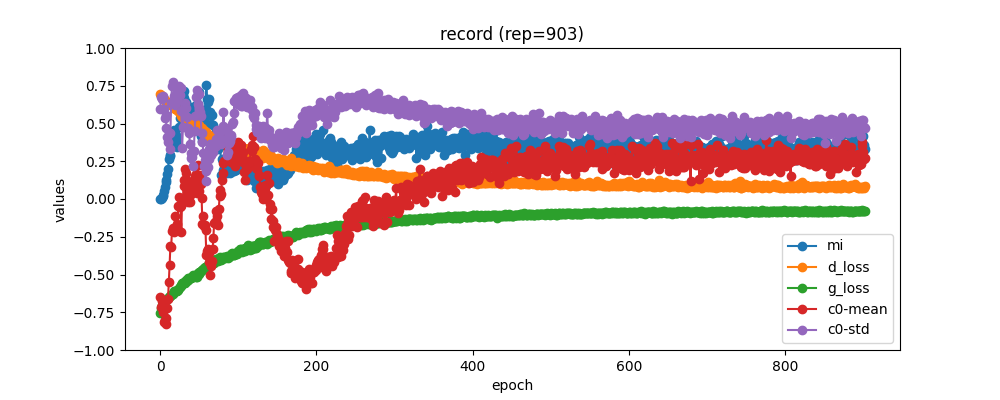 record (rep=903)
1.00
0.75
0.50
0.25
0.00
−0.25
−0.50
−0.75
−1.00
values
0 200 400 600 800
epoch
mi
d_loss
g_loss
c0-mean
c0-std